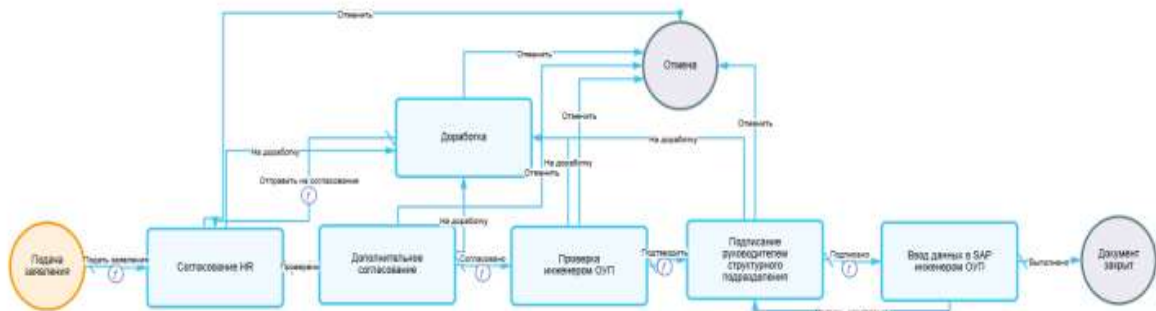 Отменить
Отмена
Отменить
Отменить
Доработка
Отменить
На доработку
На доработку
На доработку
Отменить
Отправить на согласование
f
На доработку
Подача
заявления
Подать заявление
f
Согласование HR
Проверено
Дополнительное
согласование
Согласовано
f
Проверка
инженером ОУП
Подтвердить
f
Подписание
руководителем
структурного
подразделения
Подписано
f
Ввод данных в SAP
инженером ОУП
Выполнено
Документ
закрыт